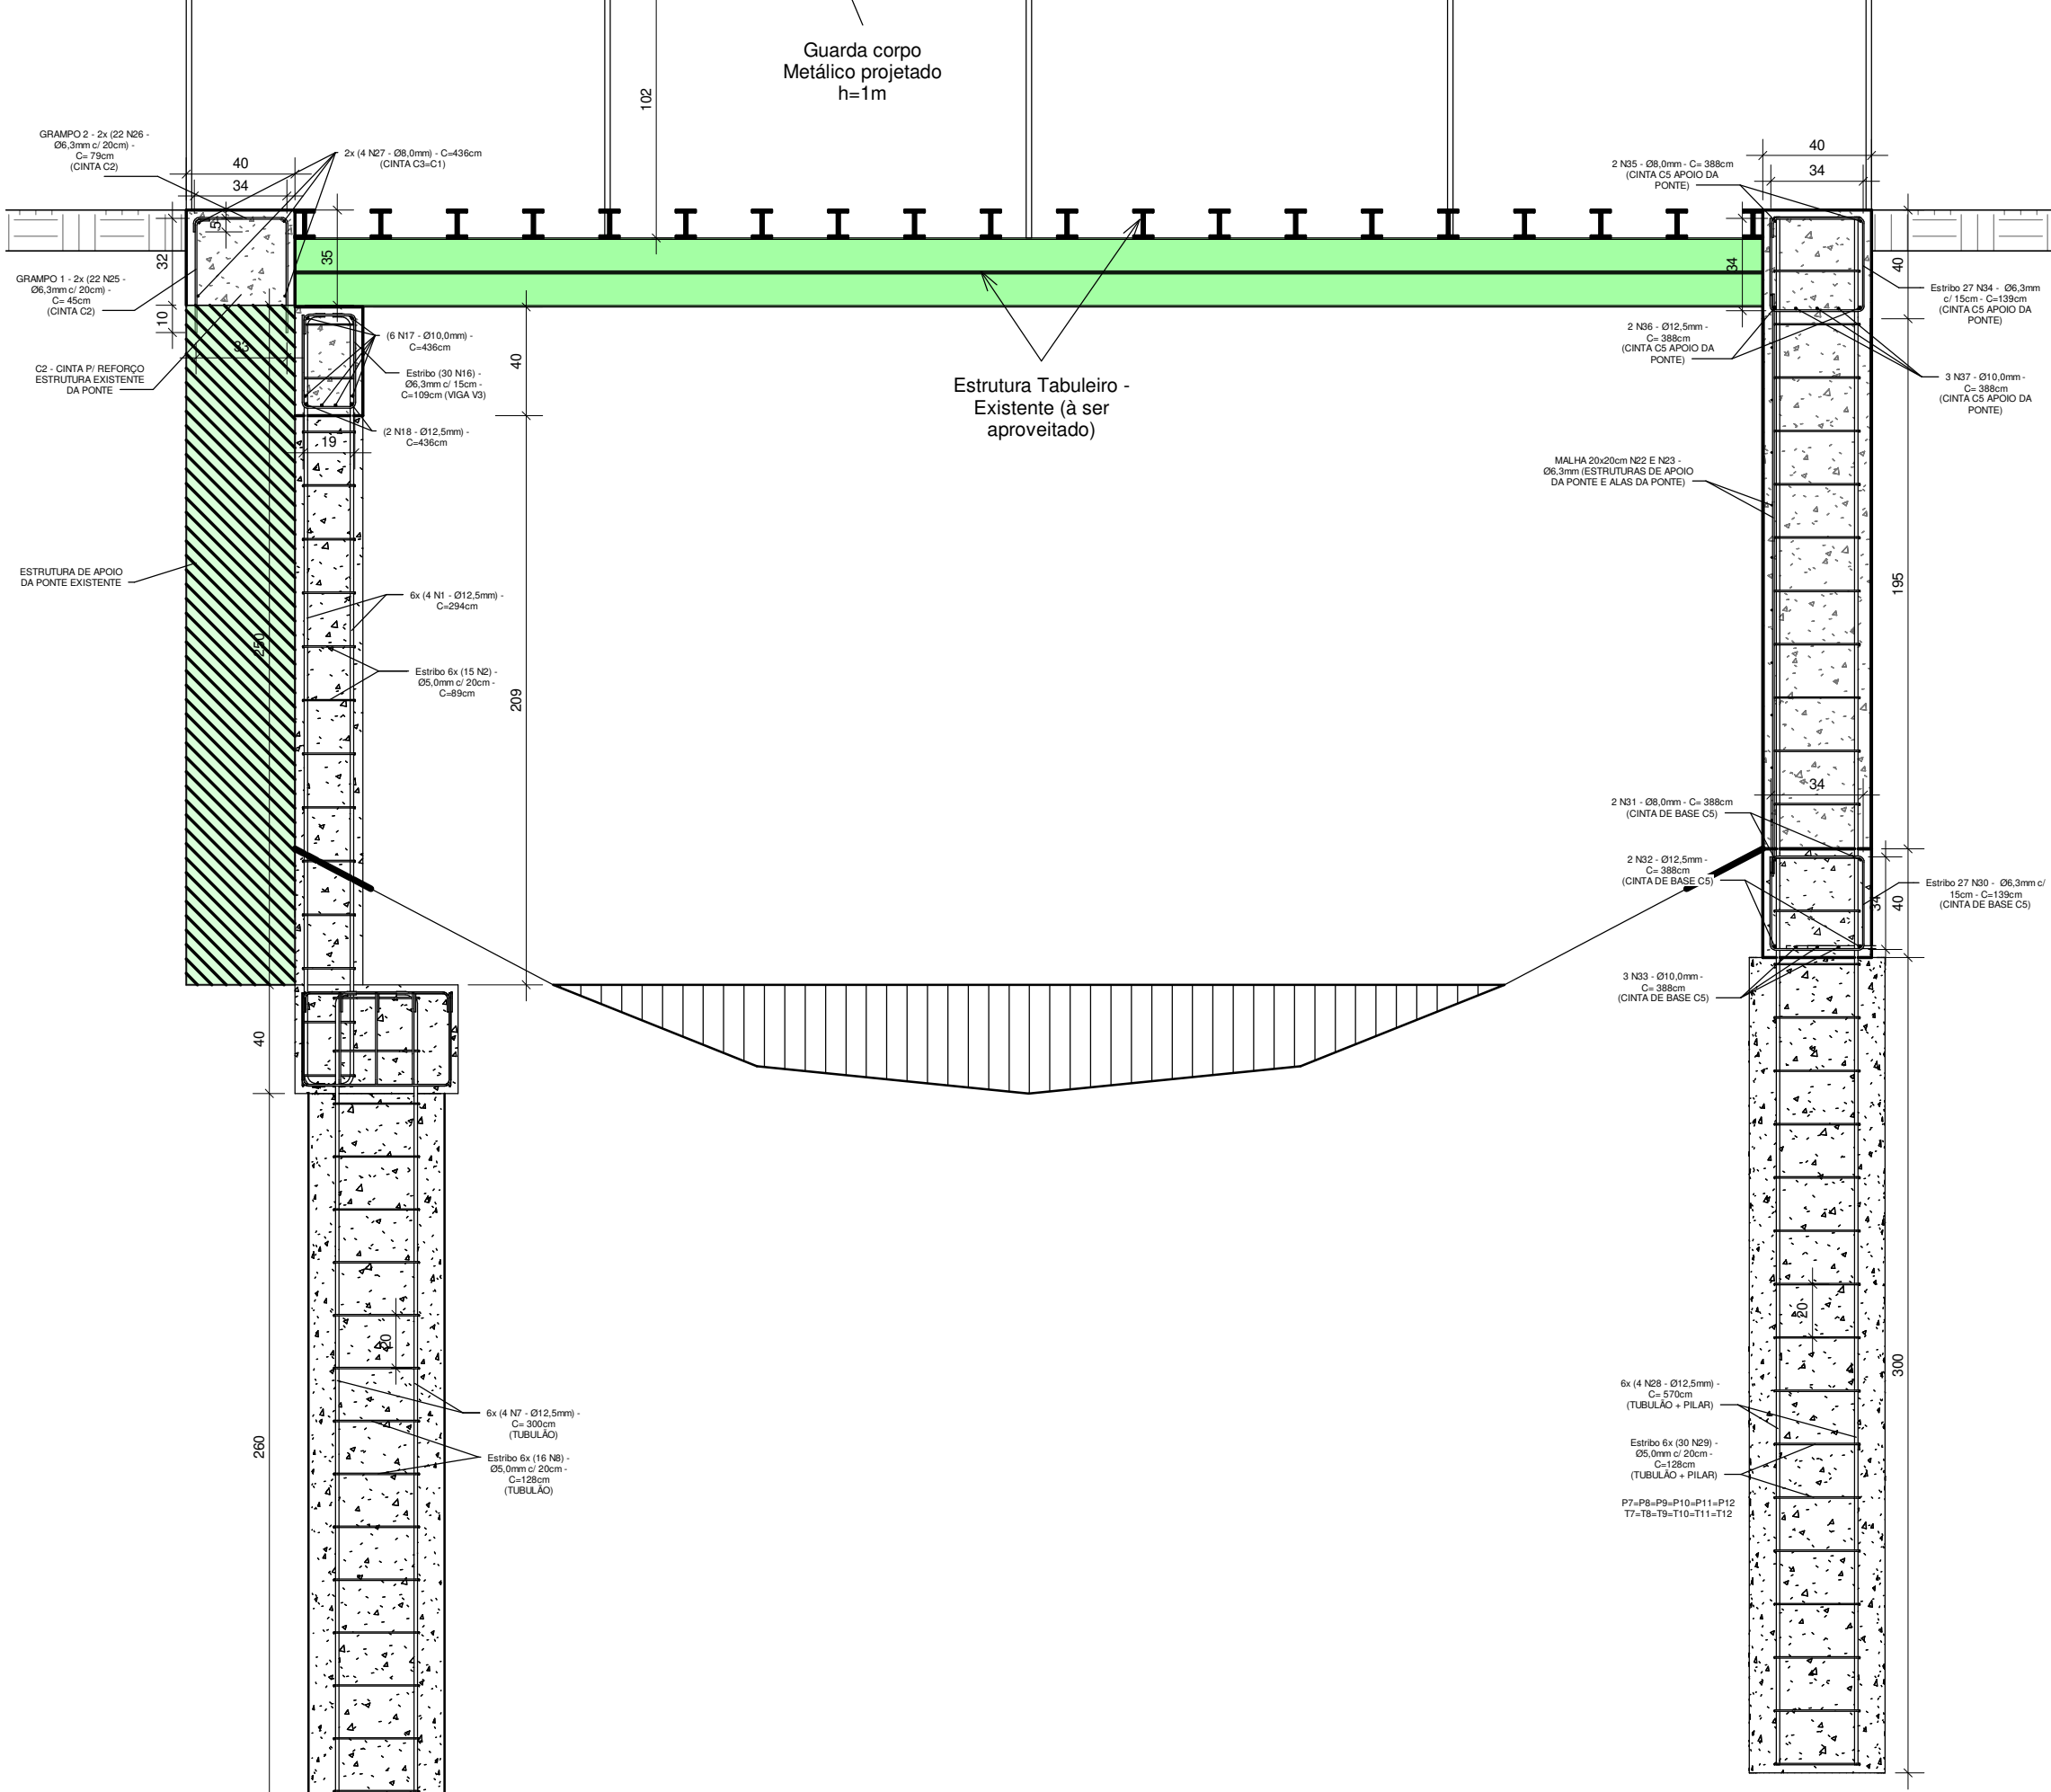 Guarda corpo
Metálico projetado
h=1m
102
GRAMPO 2 - 2x (22 N26 -
Ø6,3mm c/ 20cm) -
C= 79cm
(CINTA C2)
40
34
2x (4 N27 - Ø8,0mm) - C=436cm
(CINTA C3=C1)
5
32
35
GRAMPO 1 - 2x (22 N25 -
Ø6,3mm c/ 20cm) -
C= 45cm
(CINTA C2)
10
33
C2 - CINTA P/ REFORÇO
ESTRUTURA EXISTENTE
DA PONTE
(6 N17 - Ø10,0mm) -
C=436cm
Estribo (30 N16) -
Ø6,3mm c/ 15cm -
C=109cm (VIGA V3)
40
(2 N18 - Ø12,5mm) -
C=436cm
19
ESTRUTURA DE APOIO
DA PONTE EXISTENTE
6x (4 N1 - Ø12,5mm) -
C=294cm
250
Estribo 6x (15 N2) -
Ø5,0mm c/ 20cm -
C=89cm
209
40
260
20
6x (4 N7 - Ø12,5mm) -
C= 300cm
(TUBULÃO)
Estribo 6x (16 N8) -
Ø5,0mm c/ 20cm -
C=128cm
(TUBULÃO)
Estrutura Tabuleiro -
Existente (à ser
aproveitado)
2 N35 - Ø8,0mm - C= 388cm
(CINTA C5 APOIO DA
PONTE)
40
34
34
40
Estribo 27 N34 -  Ø6,3mm
c/ 15cm - C=139cm
(CINTA C5 APOIO DA
PONTE)
2 N36 - Ø12,5mm -
C= 388cm
(CINTA C5 APOIO DA
PONTE)
3 N37 - Ø10,0mm -
C= 388cm
(CINTA C5 APOIO DA
PONTE)
MALHA 20x20cm N22 E N23 -
Ø6,3mm (ESTRUTURAS DE APOIO
DA PONTE E ALAS DA PONTE)
195
34
2 N31 - Ø8,0mm - C= 388cm
(CINTA DE BASE C5)
2 N32 - Ø12,5mm -
C= 388cm
(CINTA DE BASE C5)
34
40
Estribo 27 N30 -  Ø6,3mm c/
15cm - C=139cm
(CINTA DE BASE C5)
3 N33 - Ø10,0mm -
C= 388cm
(CINTA DE BASE C5)
20
300
6x (4 N28 - Ø12,5mm) -
C= 570cm
(TUBULÃO + PILAR)
Estribo 6x (30 N29) -
Ø5,0mm c/ 20cm -
C=128cm
(TUBULÃO + PILAR)
P7=P8=P9=P10=P11=P12
T7=T8=T9=T10=T11=T12